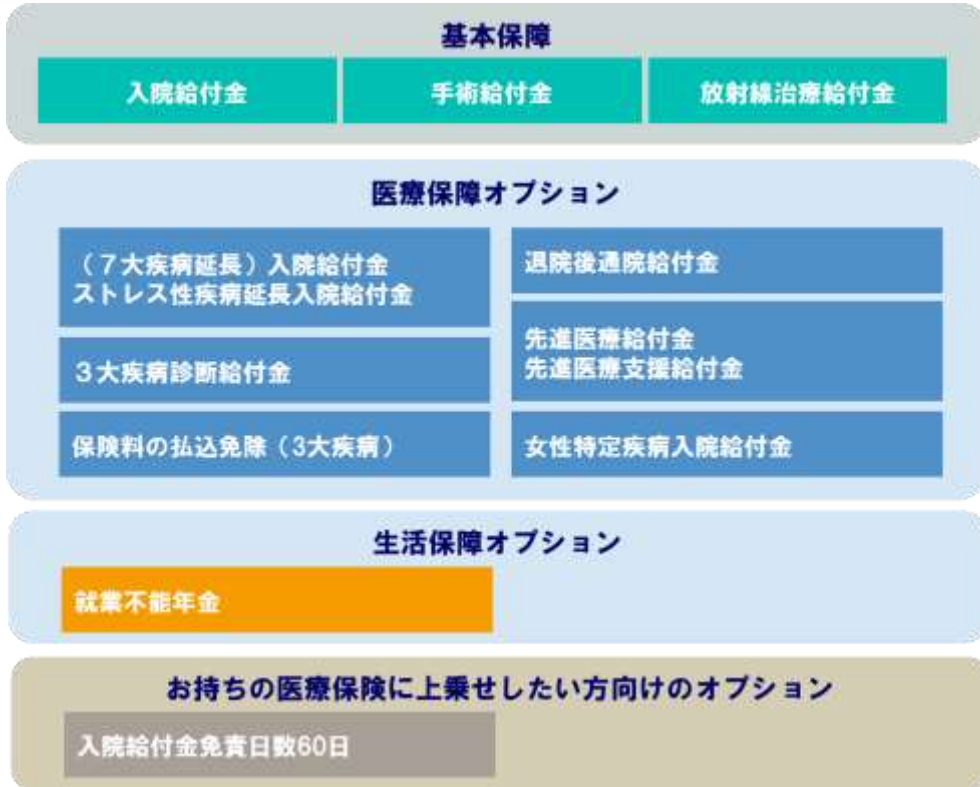 基本保障
入院給付金
手術給付金
放射線治療給付金
医療保障オプション
（７大疾病延長）入院給付金
ストレス性疾病延長入院給付金
３大疾病診断給付金
保険料の払込免除（3大疾病）
退院後通院給付金
先進医療給付金
先進医療支援給付金
女性特定疾病入院給付金
生活保障オプション
就業不能年金
お持ちの医療保険に上乗せしたい方向けのオプション
入院給付金免責日数60日